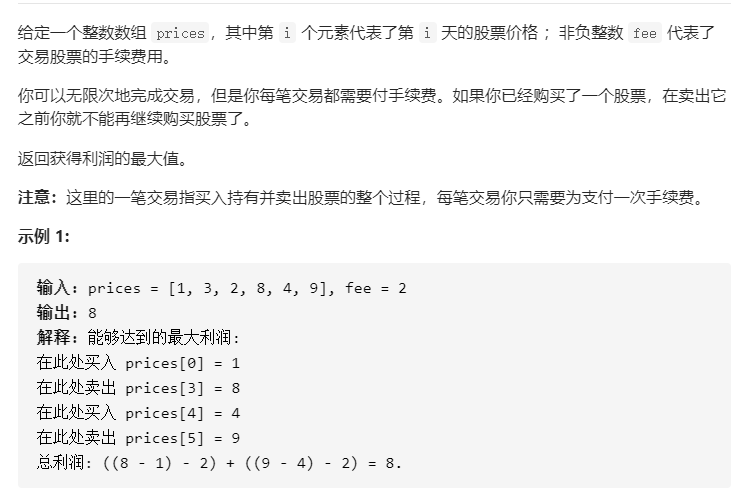 给定一个整数数组 prices，其中第 i 个元素代表了第 i 天的股票价格 ；非负整数 fee 代表了
交易股票的手续费用。
你可以无限次地完成交易，但是你每笔交易都需要付手续费。如果你已经购买了一个股票，在卖出它
之前你就不能再继续购买股票了。
返回获得利润的最大值。
注意：这里的一笔交易指买入持有并卖出股票的整个过程，每笔交易你只需要为支付一次手续费。
示例 1:
输入: prices = [1, 3, 2, 8, 4, 9], fee = 2
输出: 8
解释: 能够达到的最大利润:
在此处买入 prices[0] = 1
在此处卖出 prices[3] = 8
在此处买入 prices[4] = 4
在此处卖出 prices[5] = 9
总利润: ((8 - 1) - 2) + ((9 - 4) - 2) = 8.